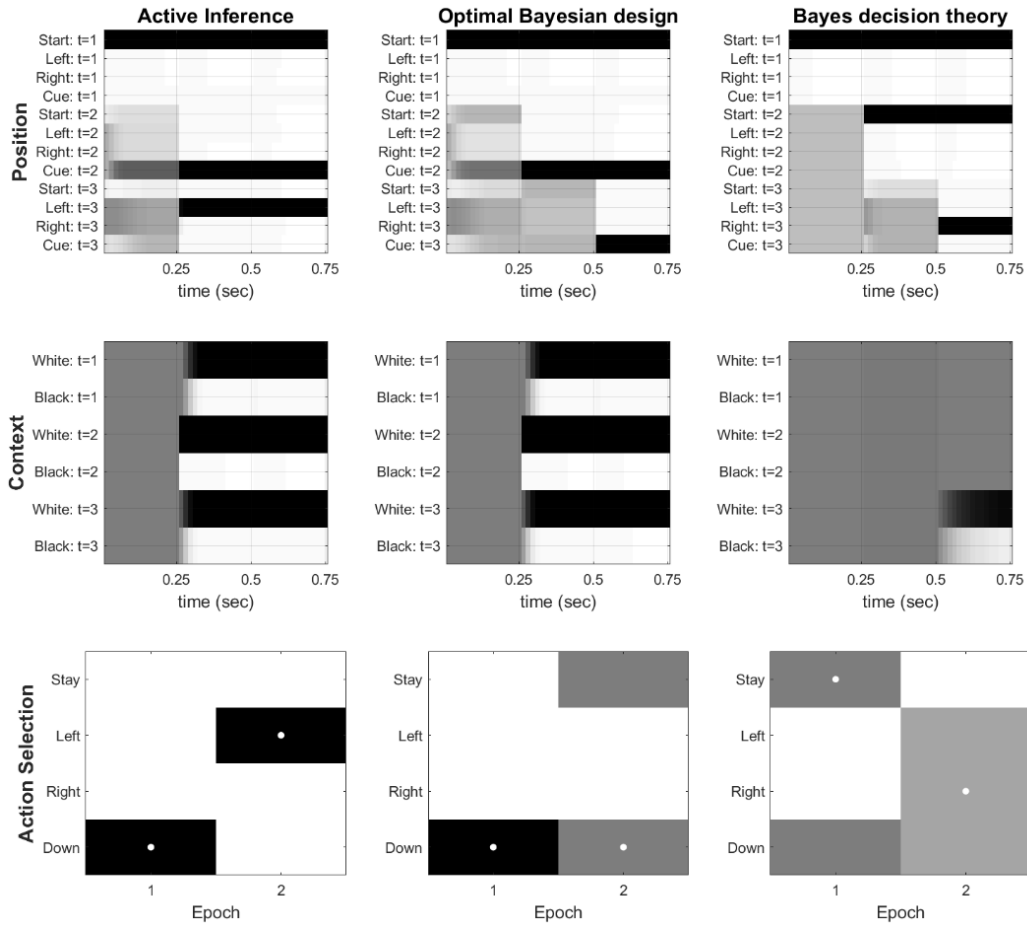 Active Inference
Optimal Bayesian design
Bayes decision theory
Position
Start: t=1
Left: t=1
Right: t=1
Cue: t=1
Start: t=2
Left: t=2
Right: t=2
Cue: t=2
Start: t=3
Left: t=3
Right: t=3
Cue: t=3
0.25 0.5 0.75
time (sec)
Start: t=1
Left: t=1
Right: t=1
Cue: t=1
Start: t=2
Left: t=2
Right: t=2
Cue: t=2
Start: t=3
Left: t=3
Right: t=3
Cue: t=3
0.25 0.5 0.75
time (sec)
Start: t=1
Left: t=1
Right: t=1
Cue: t=1
Start: t=2
Left: t=2
Right: t=2
Cue: t=2
Start: t=3
Left: t=3
Right: t=3
Cue: t=3
0.25 0.5 0.75
time (sec)
Context
White: t=1
Black: t=1
White: t=2
Black: t=2
White: t=3
Black: t=3
0.25 0.5 0.75
time (sec)
White: t=1
Black: t=1
White: t=2
Black: t=2
White: t=3
Black: t=3
0.25 0.5 0.75
time (sec)
White: t=1
Black: t=1
White: t=2
Black: t=2
White: t=3
Black: t=3
0.25 0.5 0.75
time (sec)
Action Selection
Stay
Left
Right
Down
1 2
Epoch
Stay
Left
Right
Down
1 2
Epoch
Stay
Left
Right
Down
1 2
Epoch